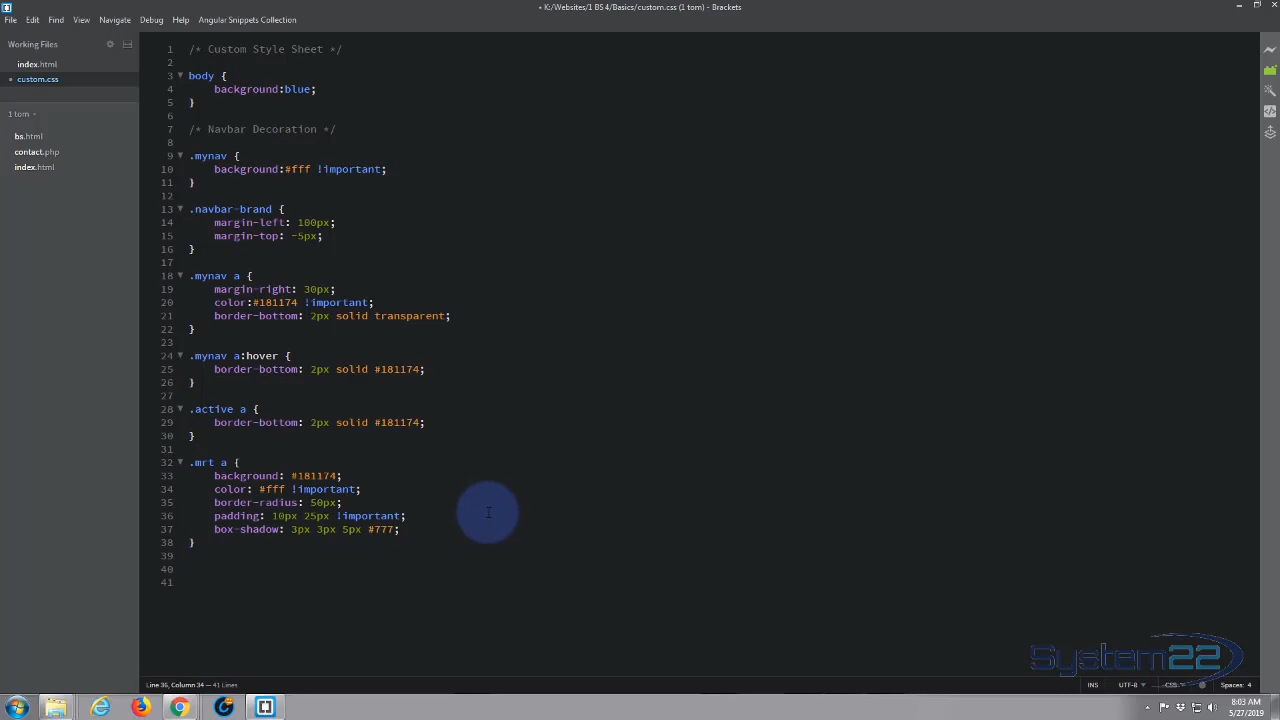 • K:/Websites/1 BS 4/Basics/custom.css (1 tom) - Brackets
File Edit Find View Navigate Debug Help Angular Snippets Collection
Working Files
index.html
• custom.css
1 tom
bs.html
contact.php
index.html
1 /* Custom Style Sheet */
2
3 body {
4 background:blue;
5 }
6
7 /* Navbar Decoration */
8
9 .mynav {
10 background:#fff !important;
11 }
12
13 .navbar-brand {
14 margin-left: 100px;
15 margin-top: -5px;
16 }
17
18 .mynav a {
19 margin-right: 30px;
20 color:#181174 !important;
21 border-bottom: 2px solid transparent;
22 }
23
24 .mynav a:hover {
25 border-bottom: 2px solid #181174;
26 }
27
28 .active a {
29 border-bottom: 2px solid #181174;
30 }
31
32 .mrt a {
33 background: #181174;
34 color: #fff !important;
35 border-radius: 50px;
36 padding: 10px 25px !important;
37 box-shadow: 3px 3px 5px #777;
38 }
39
40
41
System22
Line 36, Column 34 — 41 Lines
INS UTF-8 CSS Spaces: 4
8:03 AM
5/27/2019